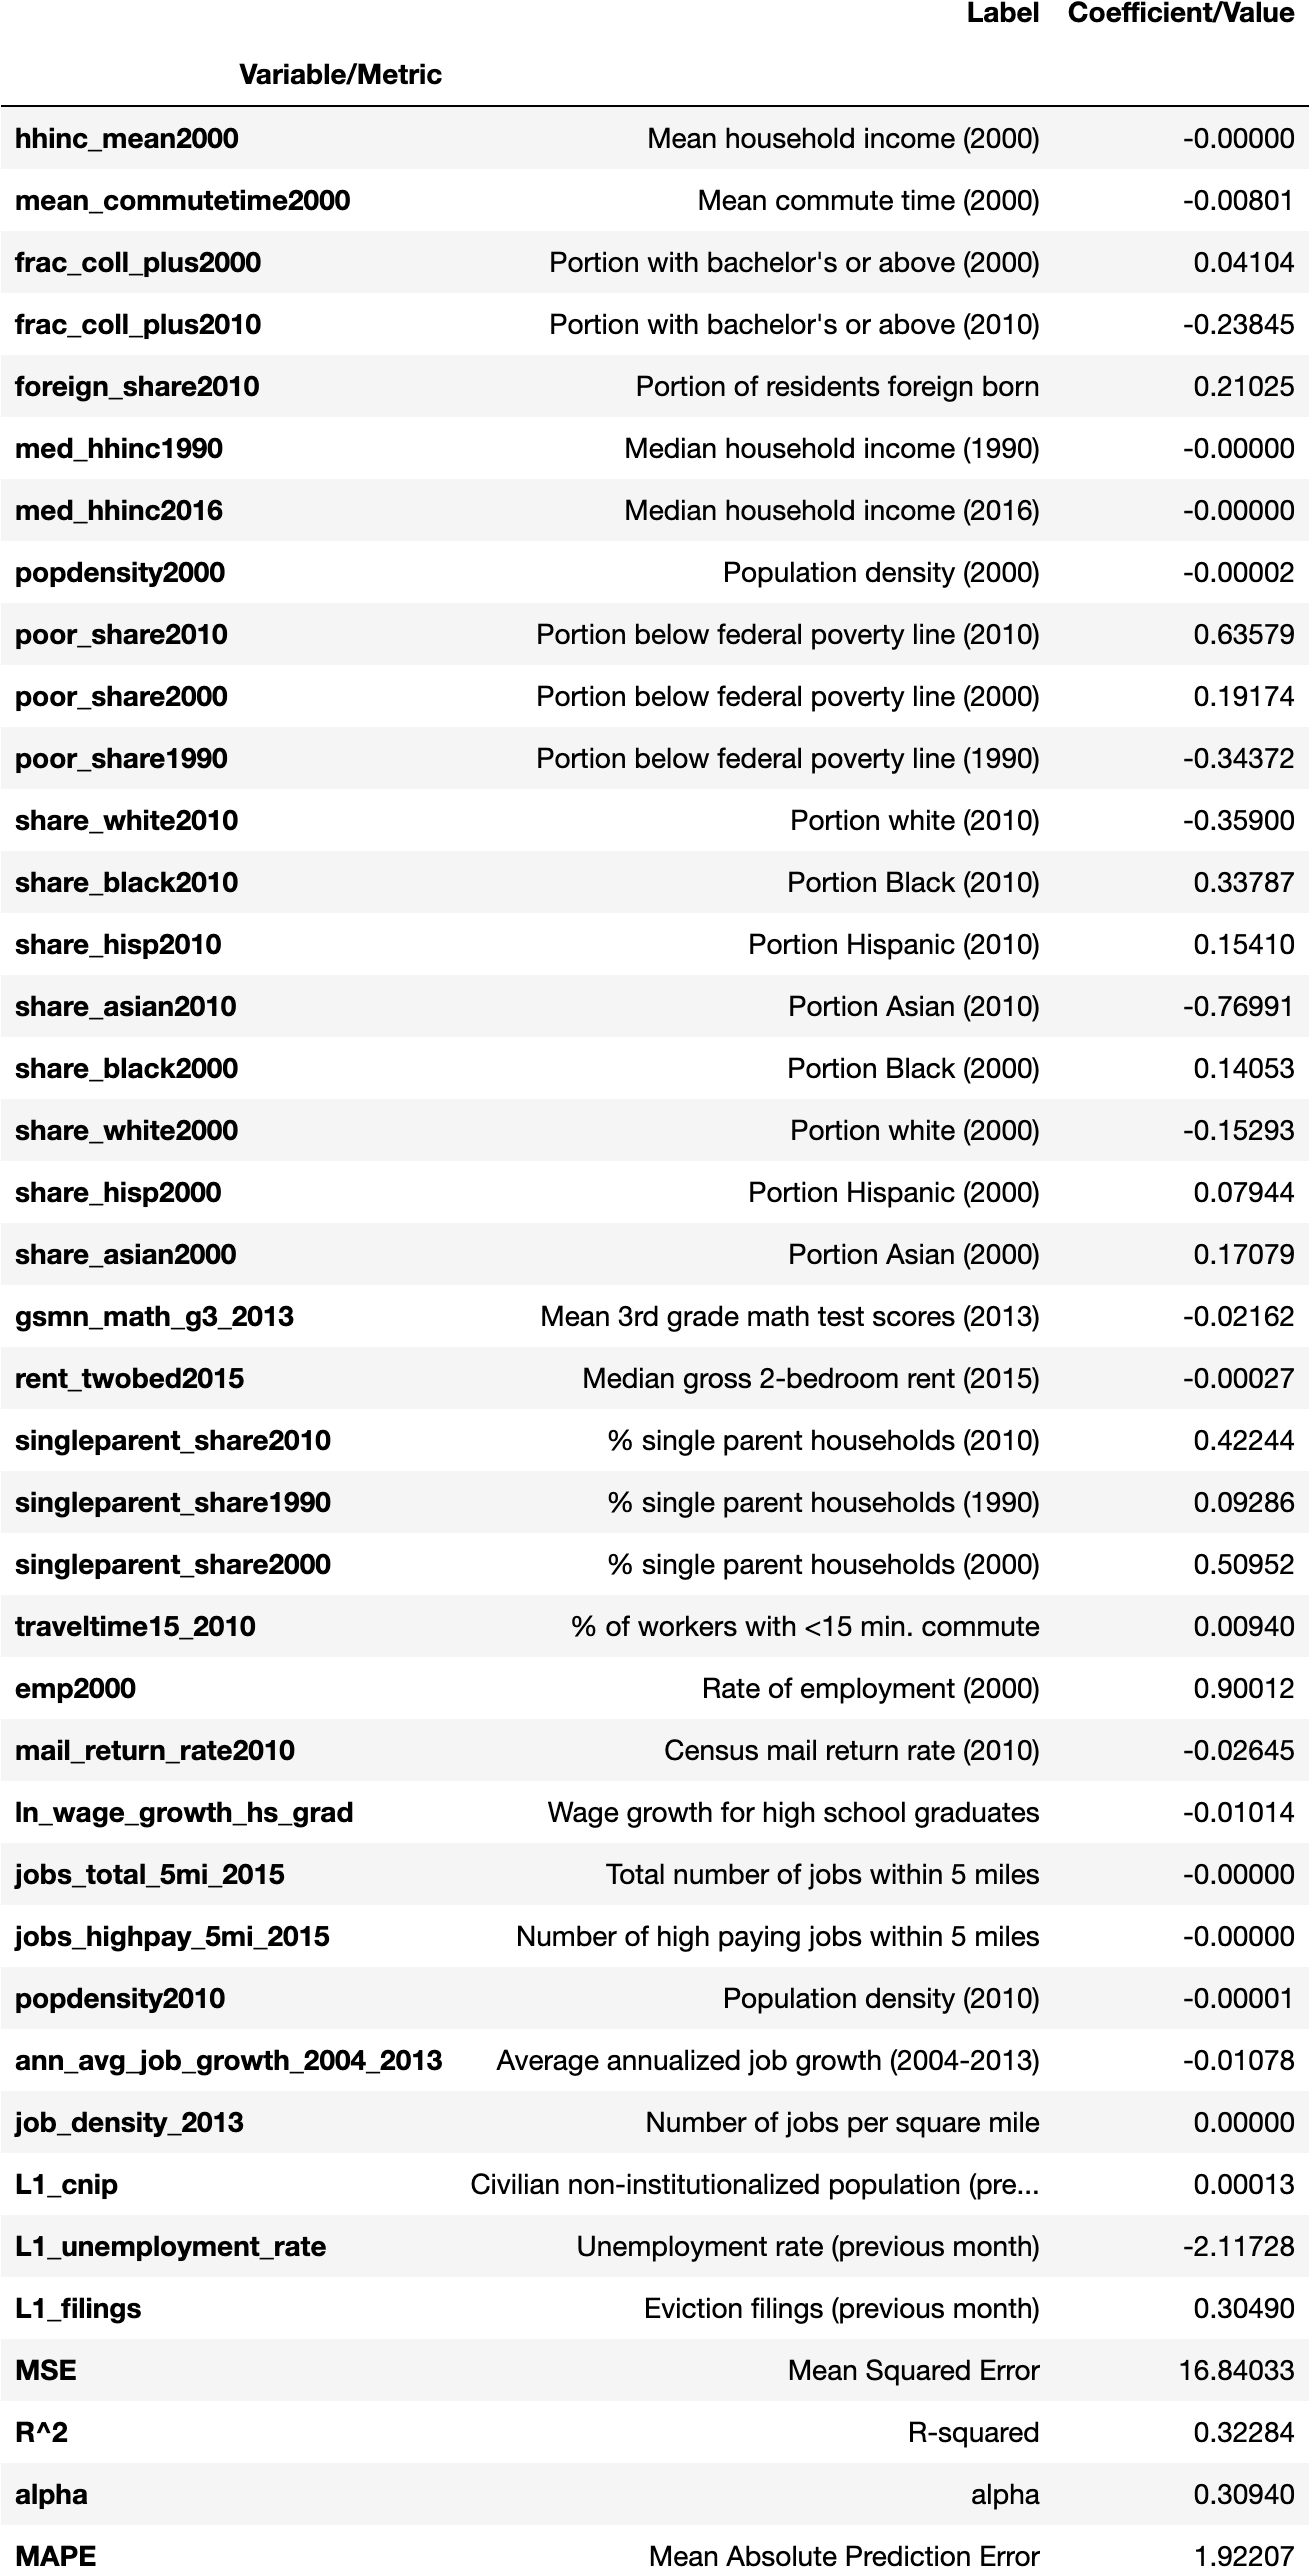 Label Coefficient/Value
Variable/Metric
hhinc_mean2000 Mean household income (2000) -0.00000
mean_commutetime2000 Mean commute time (2000) -0.00801
frac_coll_plus2000 Portion with bachelor's or above (2000) 0.04104
frac_coll_plus2010 Portion with bachelor's or above (2010) -0.23845
foreign_share2010 Portion of residents foreign born 0.21025
med_hhinc1990 Median household income (1990) -0.00000
med_hhinc2016 Median household income (2016) -0.00000
popdensity2000 Population density (2000) -0.00002
poor_share2010 Portion below federal poverty line (2010) 0.63579
poor_share2000 Portion below federal poverty line (2000) 0.19174
poor_share1990 Portion below federal poverty line (1990) -0.34372
share_white2010 Portion white (2010) -0.35900
share_black2010 Portion Black (2010) 0.33787
share_hisp2010 Portion Hispanic (2010) 0.15410
share_asian2010 Portion Asian (2010) -0.76991
share_black2000 Portion Black (2000) 0.14053
share_white2000 Portion white (2000) -0.15293
share_hisp2000 Portion Hispanic (2000) 0.07944
share_asian2000 Portion Asian (2000) 0.17079
gsmn_math_g3_2013 Mean 3rd grade math test scores (2013) -0.02162
rent_twobed2015 Median gross 2-bedroom rent (2015) -0.00027
singleparent_share2010 % single parent households (2010) 0.42244
singleparent_share1990 % single parent households (1990) 0.09286
singleparent_share2000 % single parent households (2000) 0.50952
traveltime15_2010 % of workers with <15 min. commute 0.00940
emp2000 Rate of employment (2000) 0.90012
mail_return_rate2010 Census mail return rate (2010) -0.02645
ln_wage_growth_hs_grad Wage growth for high school graduates -0.01014
jobs_total_5mi_2015 Total number of jobs within 5 miles -0.00000
jobs_highpay_5mi_2015 Number of high paying jobs within 5 miles -0.00000
popdensity2010 Population density (2010) -0.00001
ann_avg_job_growth_2004_2013 Average annualized job growth (2004-2013) -0.01078
job_density_2013 Number of jobs per square mile 0.00000
L1_cnip Civilian non-institutionalized population (pre... 0.00013
L1_unemployment_rate Unemployment rate (previous month) -2.11728
L1_filings Eviction filings (previous month) 0.30490
MSE Mean Squared Error 16.84033
R^2 R-squared 0.32284
alpha alpha 0.30940
MAPE Mean Absolute Prediction Error 1.92207